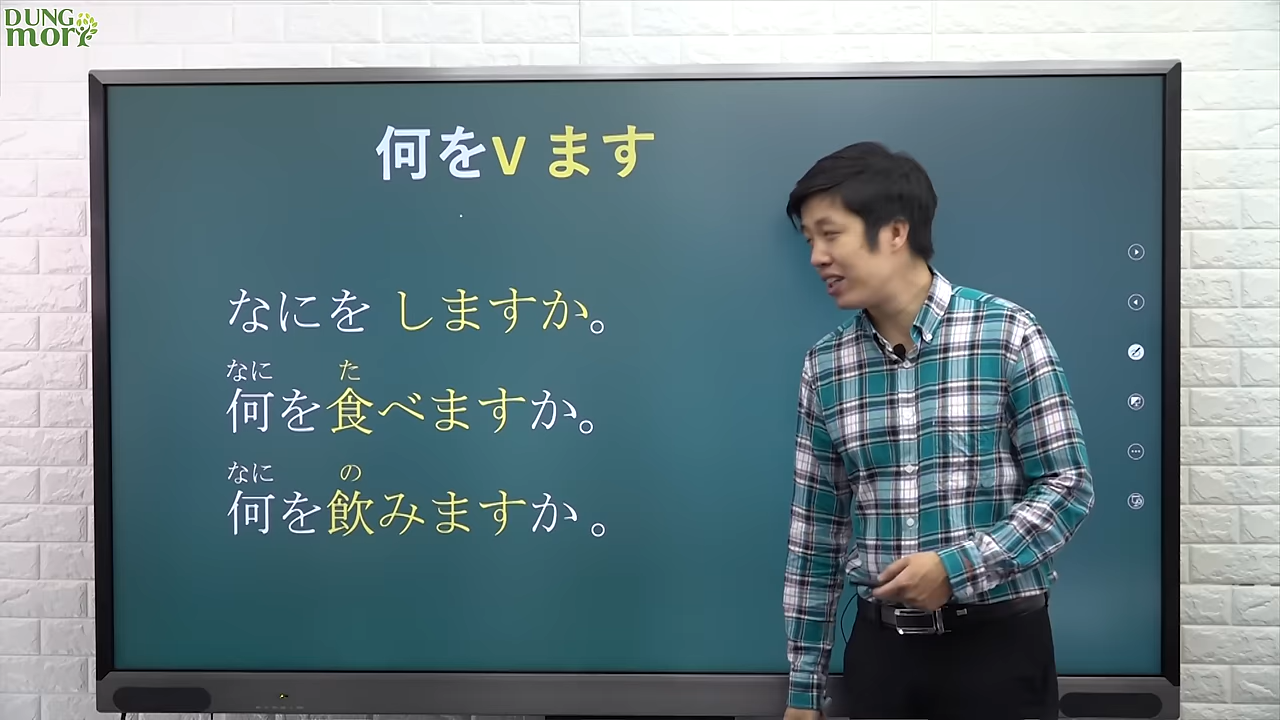 DUNG
mori
何をV ます
なにを しますか。
なに た
何を食べますか。
なに の
何を飲みますか。